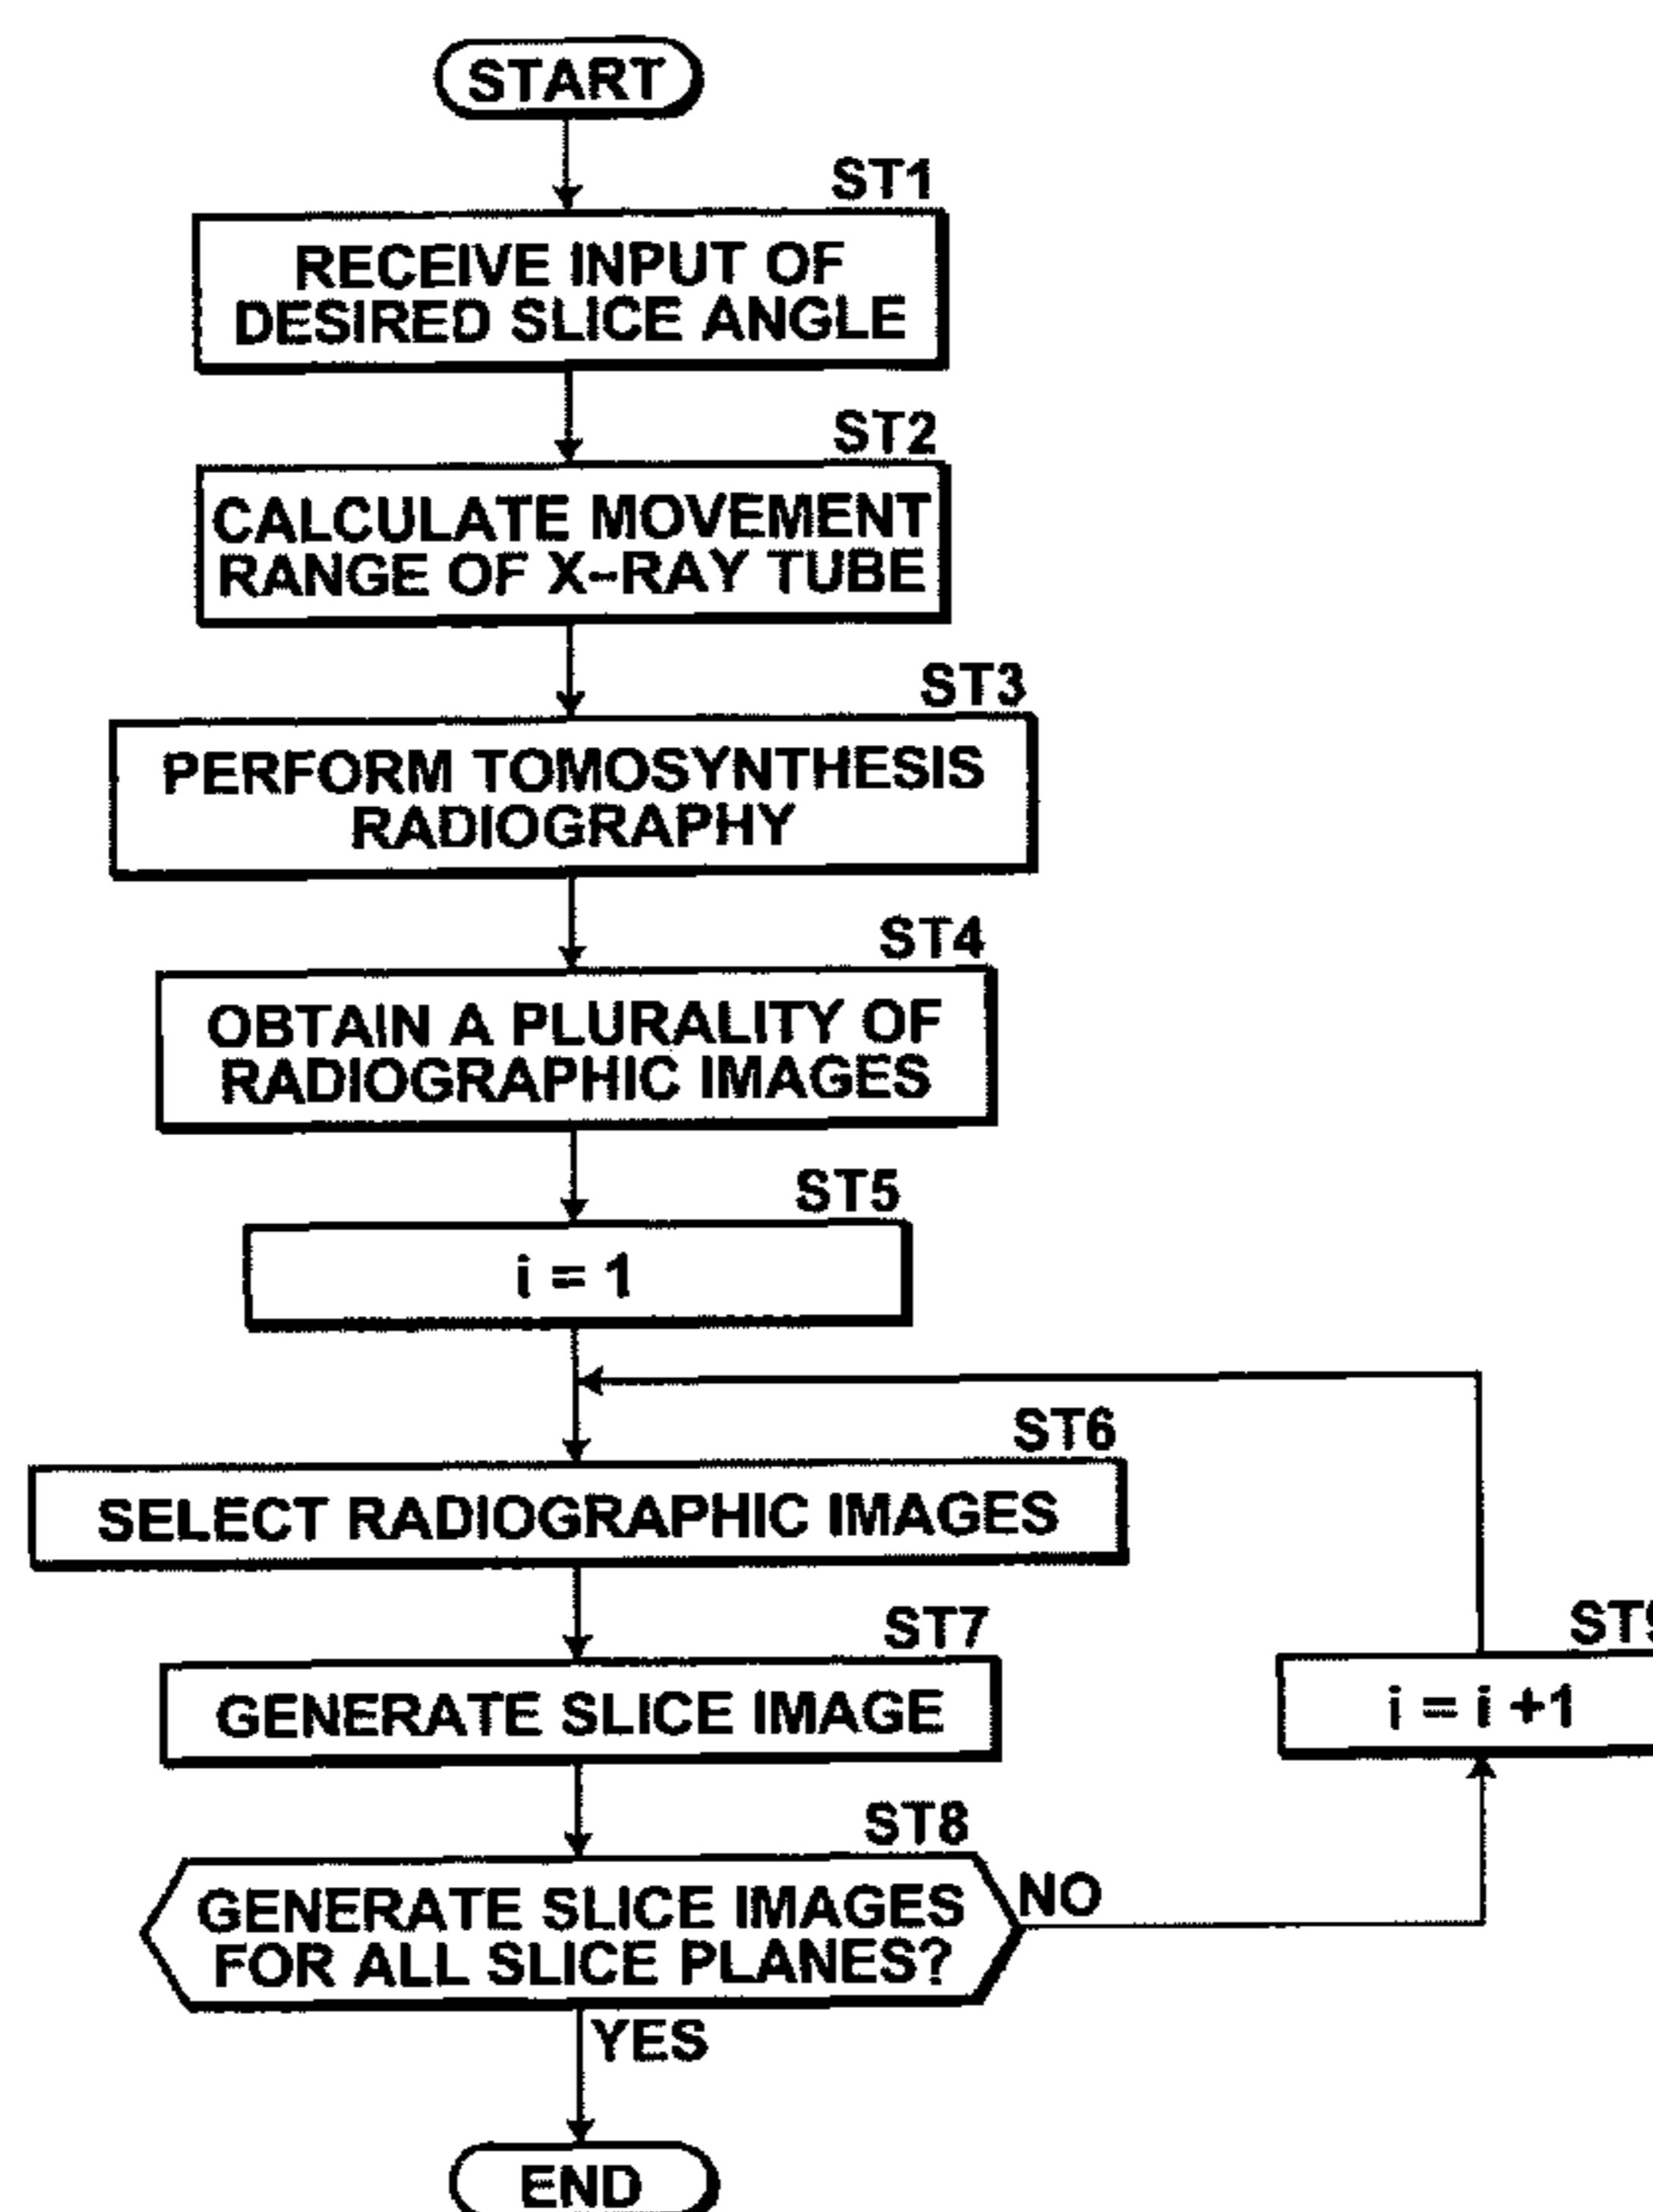 START
ST1
RECEIVE INPUT OF
DESIRED SLICE ANGLE
ST2
CALCULATE MOVEMENT
RANGE OF X-RAY TUBE
ST3
PERFORM TOMOSYNTHESIS
RADIOGRAPHY
ST4
OBTAIN A PLURALITY OF
RADIOGRAPHIC IMAGES
ST5
i = 1
ST6
SELECT RADIOGRAPHIC IMAGES
ST7
GENERATE SLICE IMAGE
ST9
i = i +1
ST8
GENERATE SLICE IMAGES
FOR ALL SLICE PLANES?
NO
YES
END